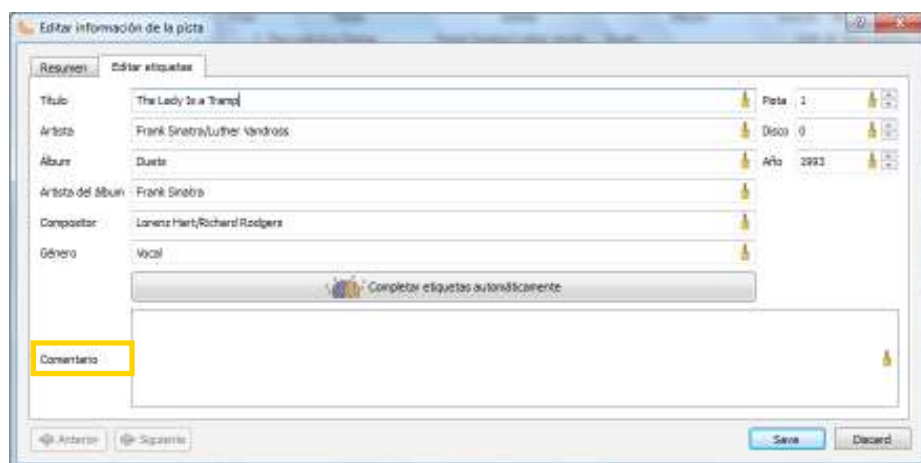 Editar información de la pista
Resumen Editar etiquetas
Título The Lady Is a Tramp Pista 1
Artista Frank Sinatra/Luther Vandross Disco 0
Álbum Duets Año 1993
Artista del álbum Frank Sinatra
Compositor Lorenz Hart/Richard Rodgers
Género Vocal
Completar etiquetas automáticamente
Comentario
Anterior Siguiente Save Discard